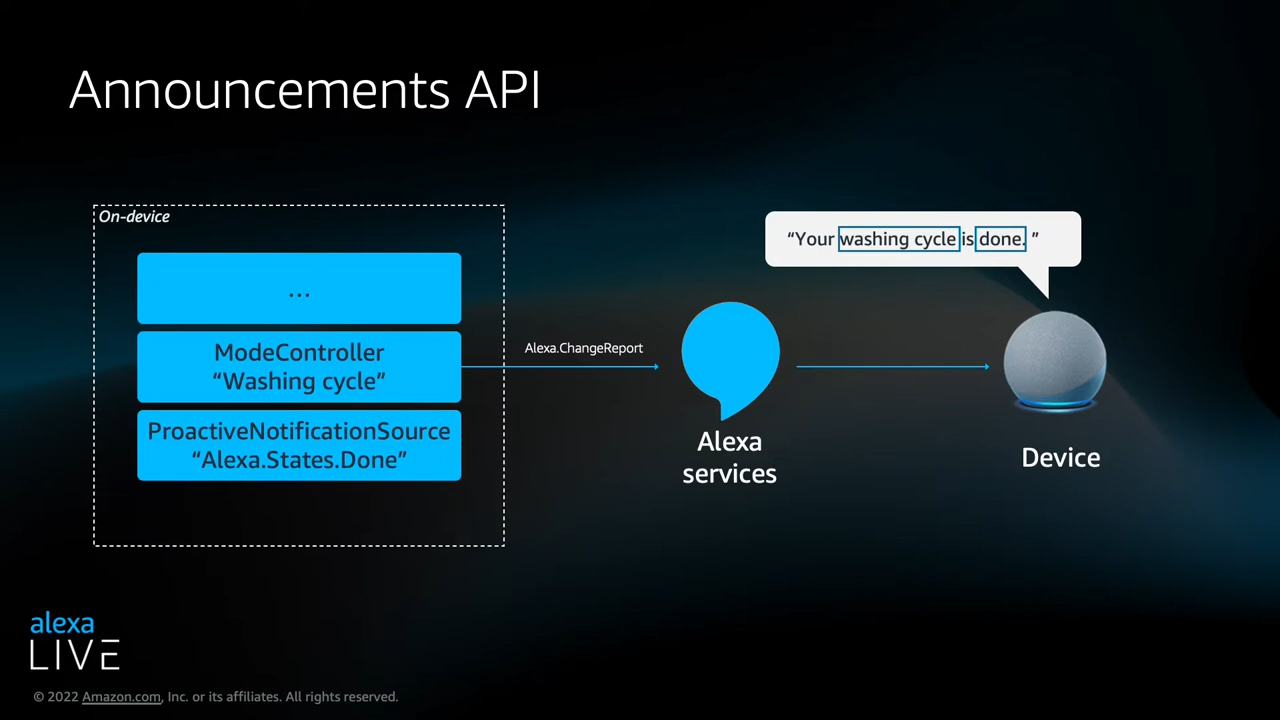 Announcements API
On-device
...
ModeController
“Washing cycle”
ProactiveNotificationSource
“Alexa.States.Done”
Alexa.ChangeReport
“Your washing cycle is done. ”
Alexa
services
Device
alexa
LIVE
© 2022 Amazon.com, Inc. or its affiliates. All rights reserved.